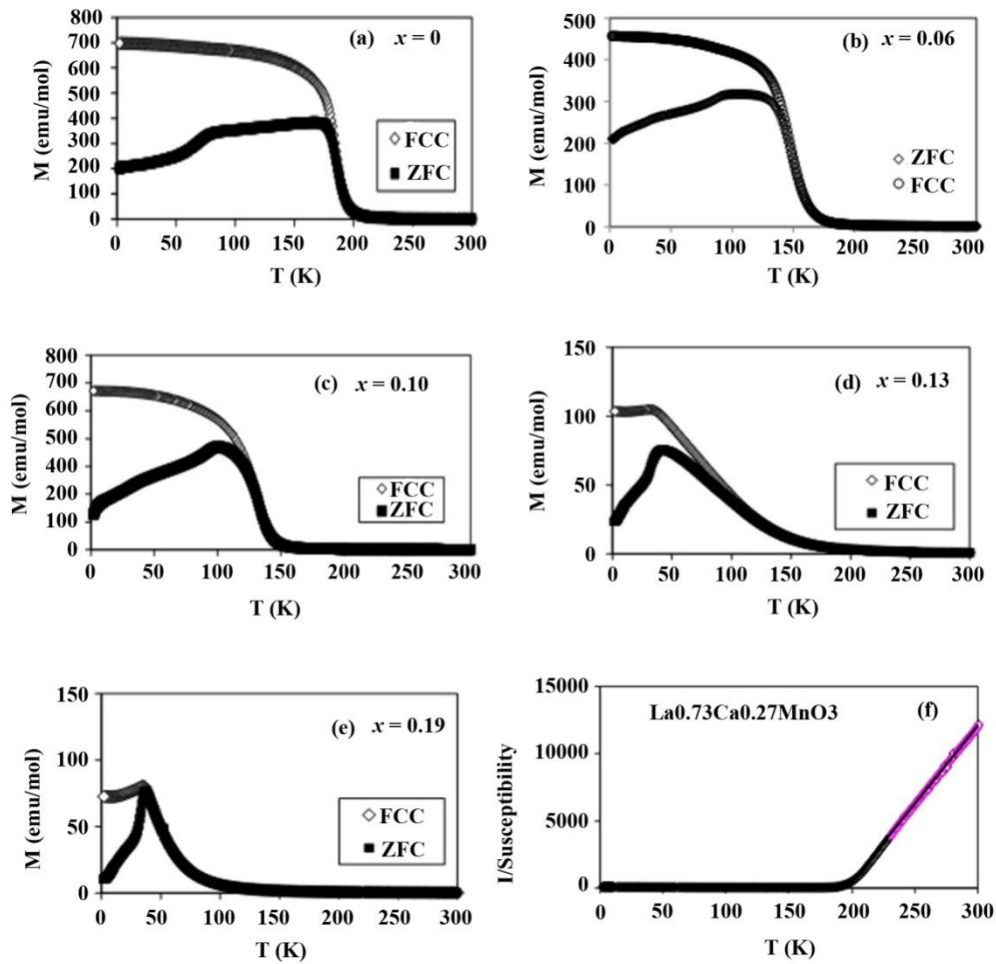 800
700
600
500
400
300
200
100
0
M (emu/mol)
(a) x = 0
FCC
ZFC
0 50 100 150 200 250 300
T (K)
500
400
300
200
100
0
M (emu/mol)
(b) x = 0.06
ZFC
FCC
0 50 100 150 200 250 300
T (K)
800
700
600
500
400
300
200
100
0
M (emu/mol)
(c) x = 0.10
FCC
ZFC
0 50 100 150 200 250 300
T (K)
150
100
50
0
M (emu/mol)
(d) x = 0.13
FCC
ZFC
0 50 100 150 200 250 300
T (K)
150
100
50
0
M (emu/mol)
(e) x = 0.19
FCC
ZFC
0 50 100 150 200 250 300
T (K)
15000
10000
5000
0
I/Susceptibility
La0.73Ca0.27MnO3 (f)
0 50 100 150 200 250 300
T (K)